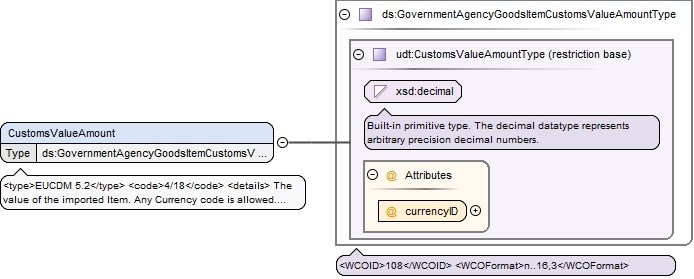 ds:GovernmentAgencyGoodsItemCustomsValueAmountType
udt:CustomsValueAmountType (restriction base)
xsd:decimal
Built-in primitive type. The decimal datatype represents
arbitrary precision decimal numbers.
Attributes
@ currencyID
CustomsValueAmount
Type ds:GovernmentAgencyGoodsItemCustomsV ...
<type>EUCDM 5.2</type> <code>4/18</code> <details> The
value of the imported Item. Any Currency code is allowed....
<WCOID>108</WCOID> <WCOFormat>n..16,3</WCOFormat>